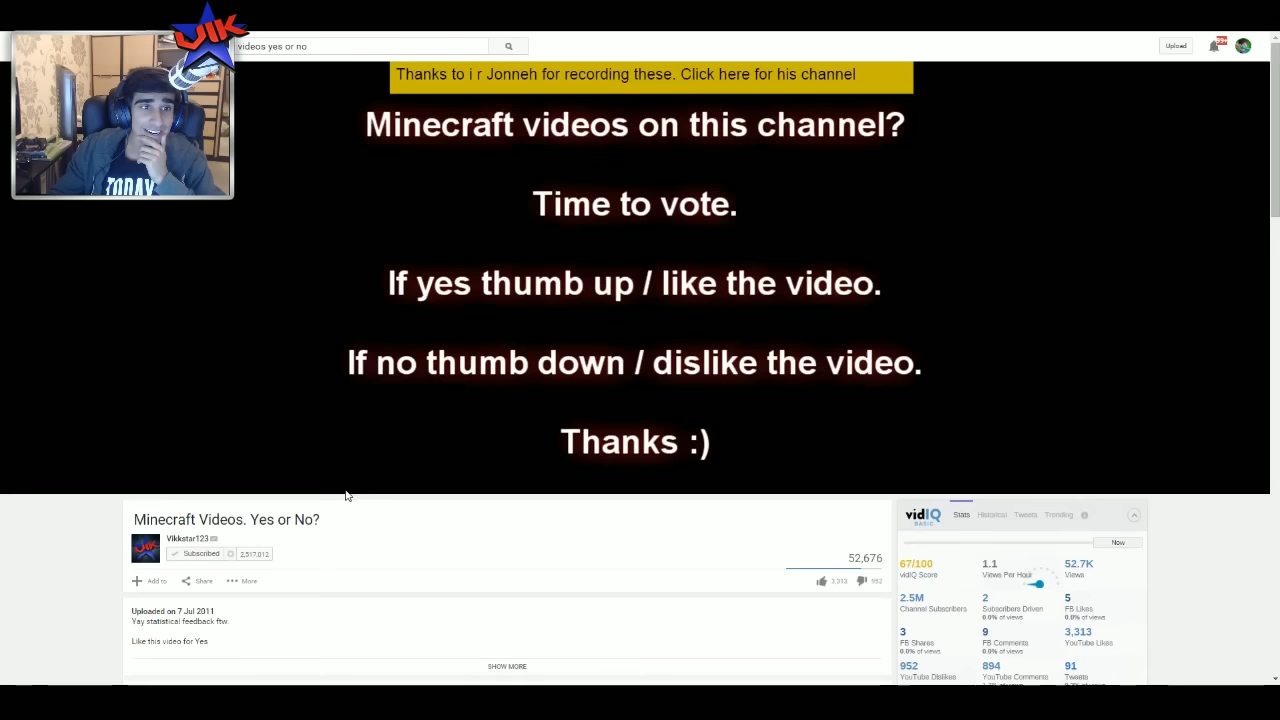 VIK
videos yes or no
Upload
99+
TODAY
Thanks to i r Jonneh for recording these. Click here for his channel
Minecraft videos on this channel?
Time to vote.
If yes thumb up / like the video.
If no thumb down / dislike the video.
Thanks :)
Minecraft Videos. Yes or No?
VIK
Vikkstar123
Subscribed
2,517,012
52,676
Add to
Share
More
3,313
952
Uploaded on 7 Jul 2011
Yay statistical feedback ftw.
Like this video for Yes
SHOW MORE
vidIQ
BASIC
Stats Historical Tweets Trending
Now
67/100 1.1 52.7K
vidIQ Score Views Per Hour Views
2.5M 2 5
Channel Subscribers Subscribers Driven FB Likes
0.0% of views 0.0% of views
3 9 3,313
FB Shares FB Comments YouTube Likes
0.0% of views 0.0% of views
952 894 91
YouTube Dislikes YouTube Comments Tweets